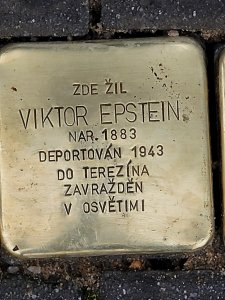 ZDE ŽIL
VIKTOR EPSTEIN
NAR. 1883
DEPORTOVÁN 1943
DO TEREZÍNA
ZAVRAŽDĚN
V OSVĚTIMI